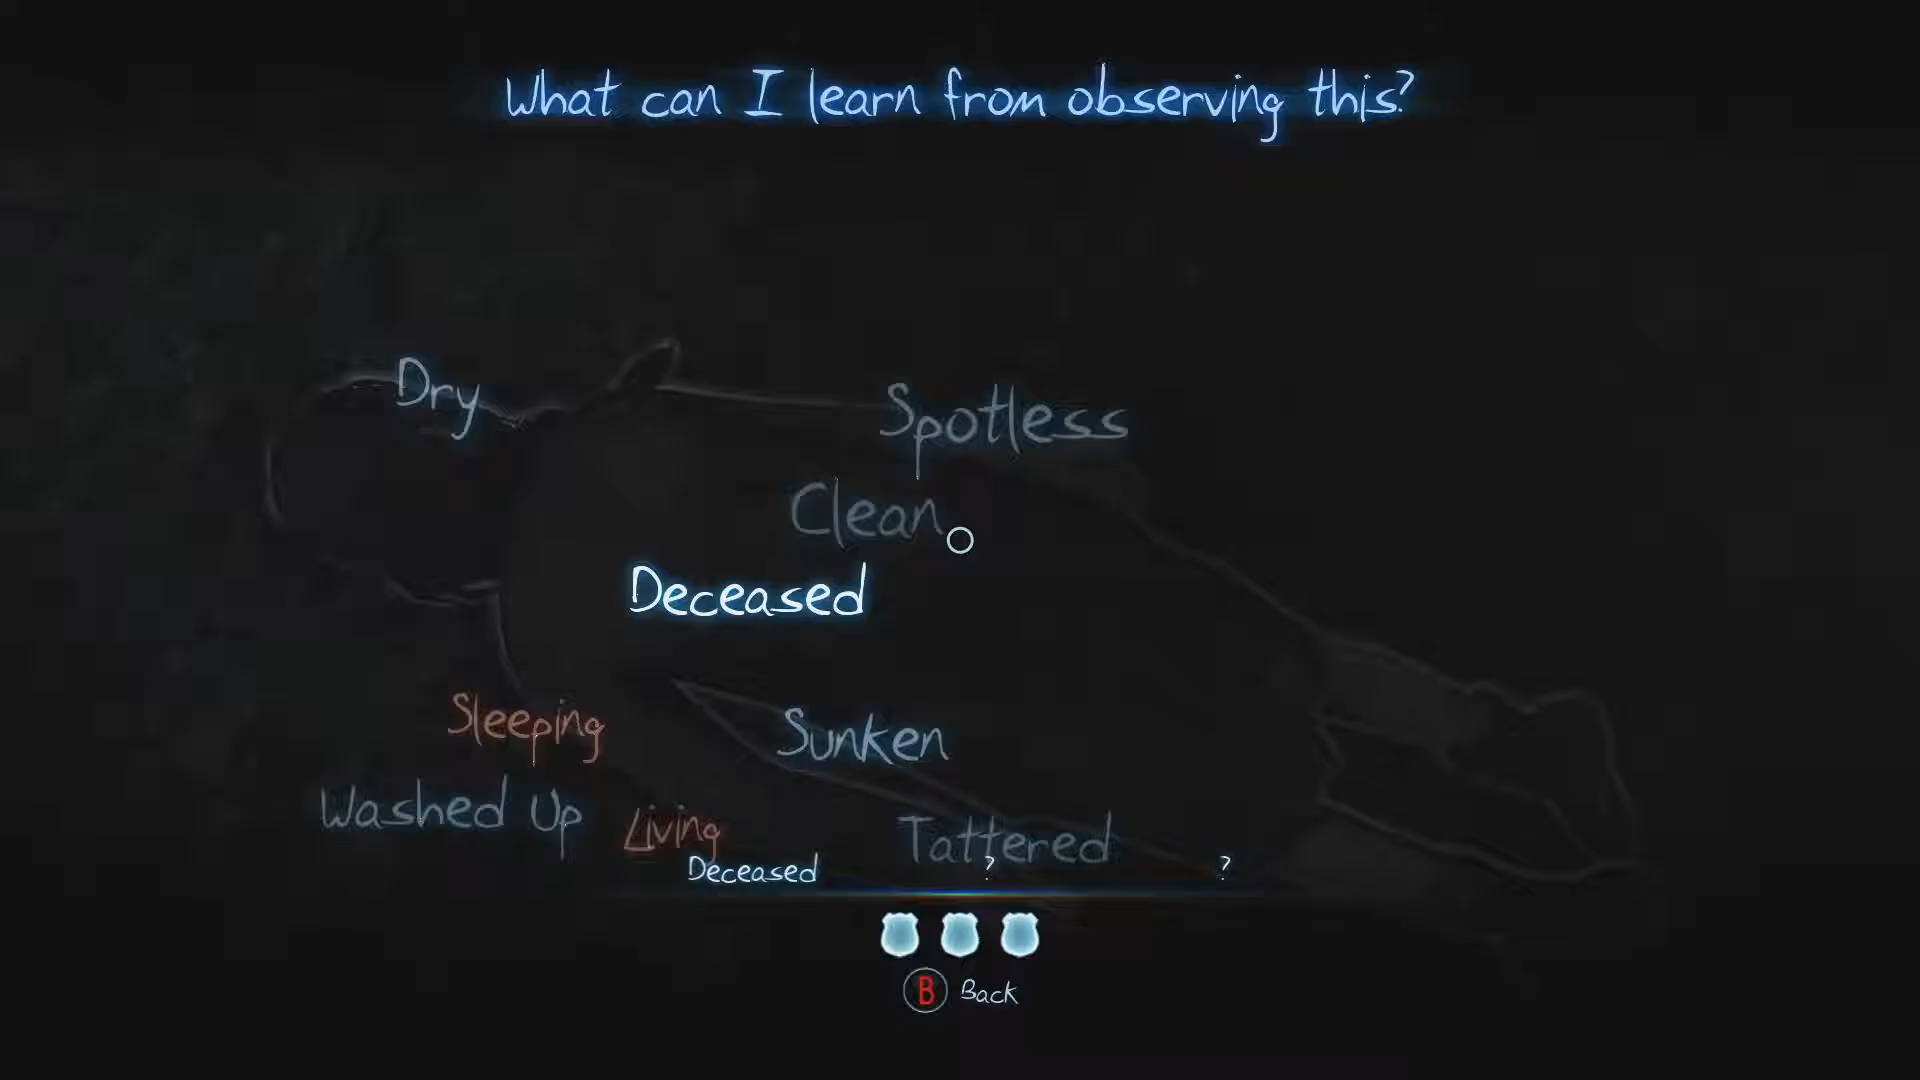 What can I learn from observing this?
Dry
Spotless
Clean
Deceased
Sleeping
Sunken
Washed Up
Living
Tattered
Deceased ? ?
B Back